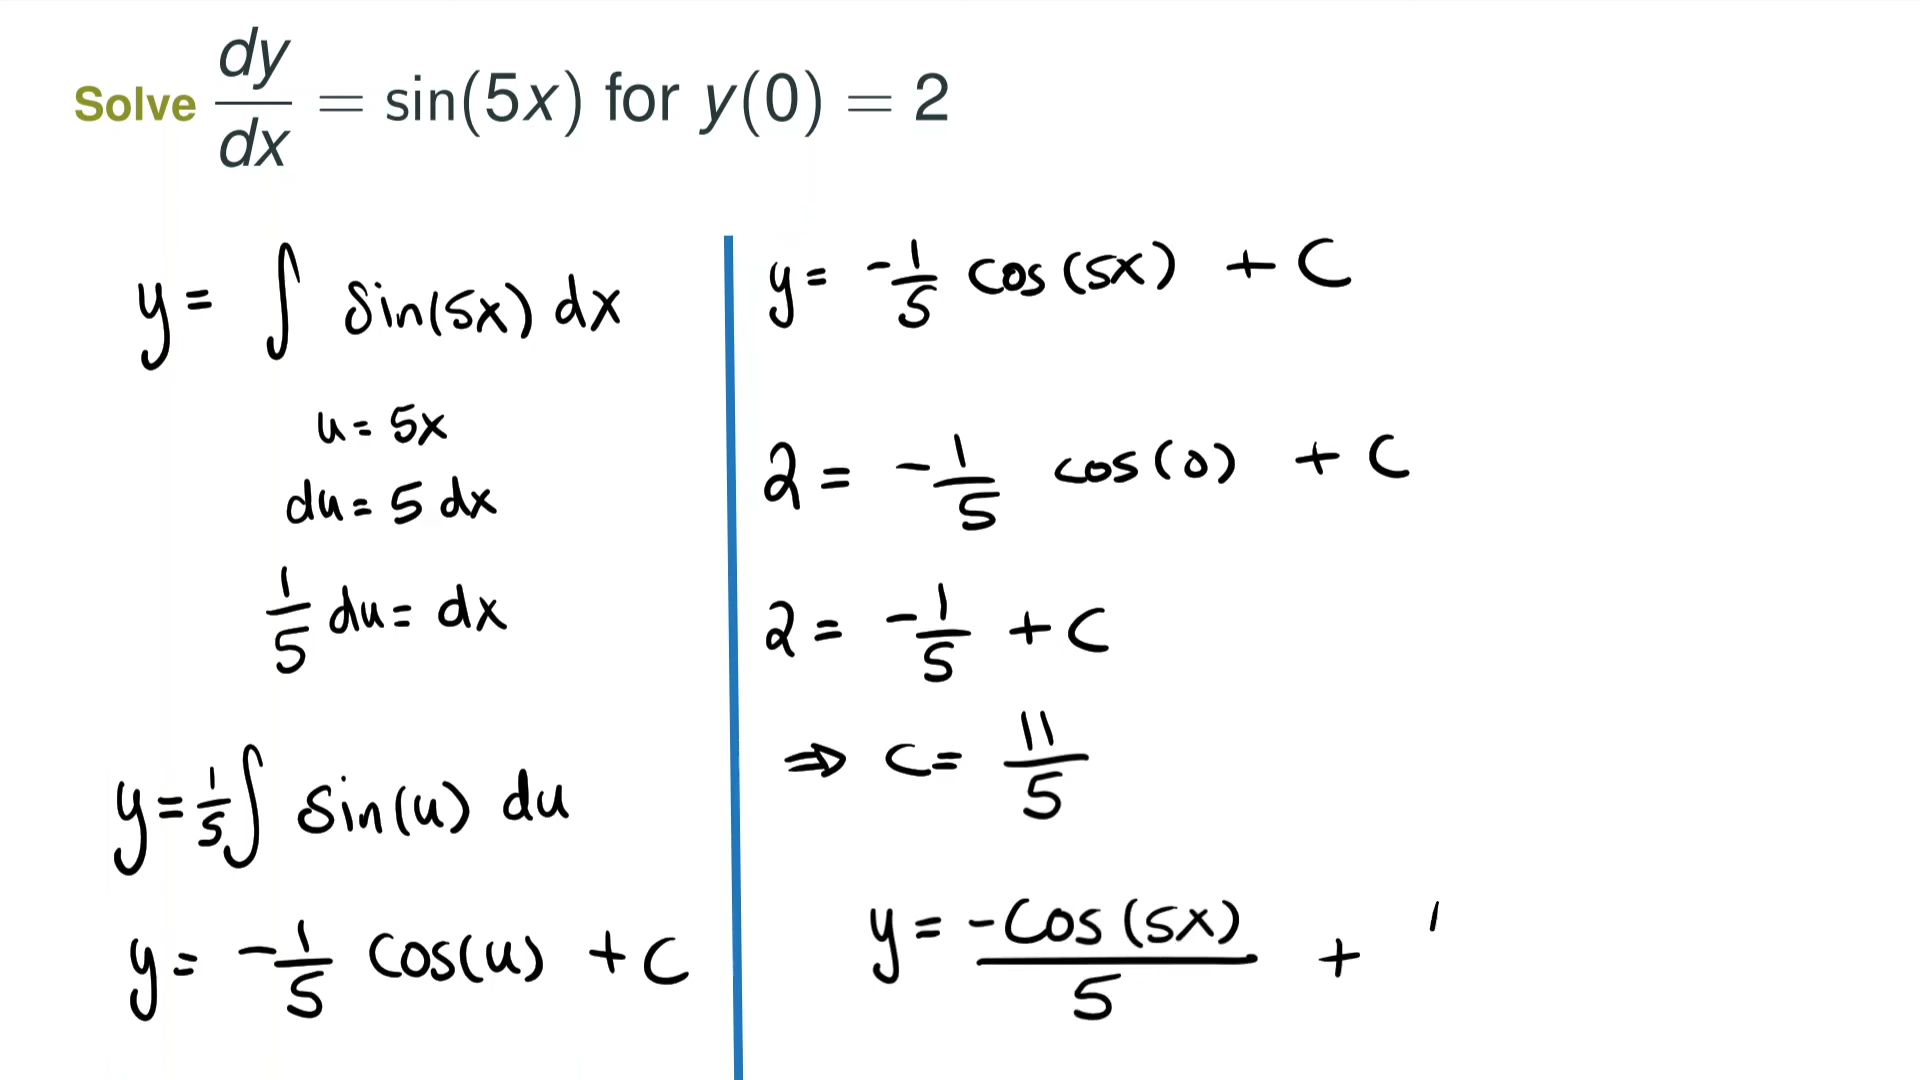 Solve dy/dx = sin(5x) for y(0) = 2
y = ∫ sin(5x) dx
u = 5x
du = 5 dx
1/5 du = dx
y = 1/5 ∫ sin(u) du
y = -1/5 cos(u) + C
y = -1/5 cos(5x) + C
2 = -1/5 cos(0) + C
2 = -1/5 + C
⇒ C = 11/5
y = -cos(5x)/5 + 1